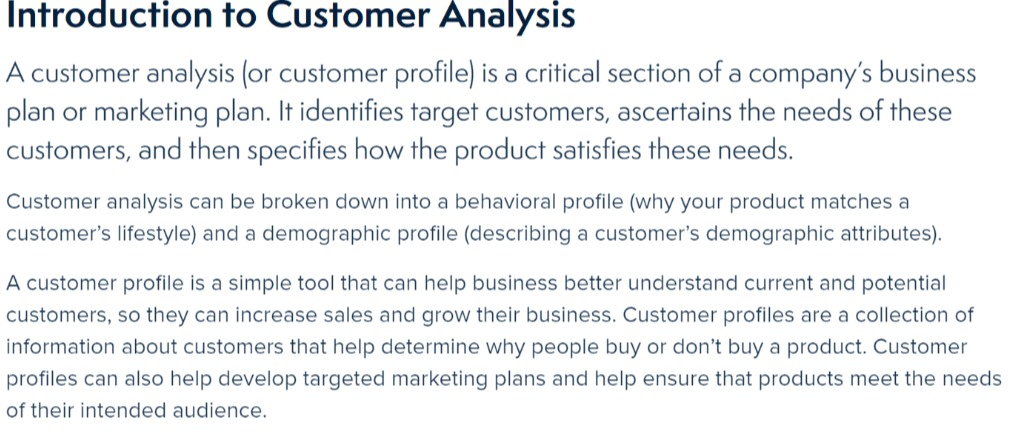 Introduction to Customer Analysis
A customer analysis (or customer profile) is a critical section of a company's business
plan or marketing plan. It identifies target customers, ascertains the needs of these
customers, and then specifies how the product satisfies these needs.
Customer analysis can be broken down into a behavioral profile (why your product matches a
customer's lifestyle) and a demographic profile (describing a customer's demographic attributes).
A customer profile is a simple tool that can help business better understand current and potential
customers, so they can increase sales and grow their business. Customer profiles are a collection of
information about customers that help determine why people buy or don't buy a product. Customer
profiles can also help develop targeted marketing plans and help ensure that products meet the needs
of their intended audience.